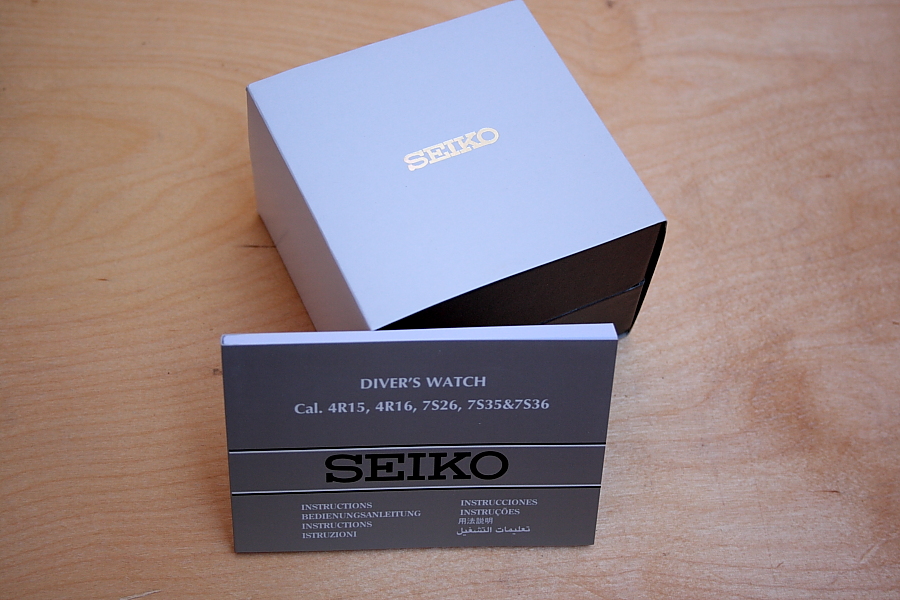 SEIKO
DIVER'S WATCH
Cal. 4R15, 4R16, 7S26, 7S35&7S36
SEIKO
INSTRUCTIONS
BEDIENUNGSANLEITUNG
INSTRUCTIONS
ISTRUZIONI
INSTRUCCIONES
INSTRUÇÕES
用法説明
تعليمات التشغيل